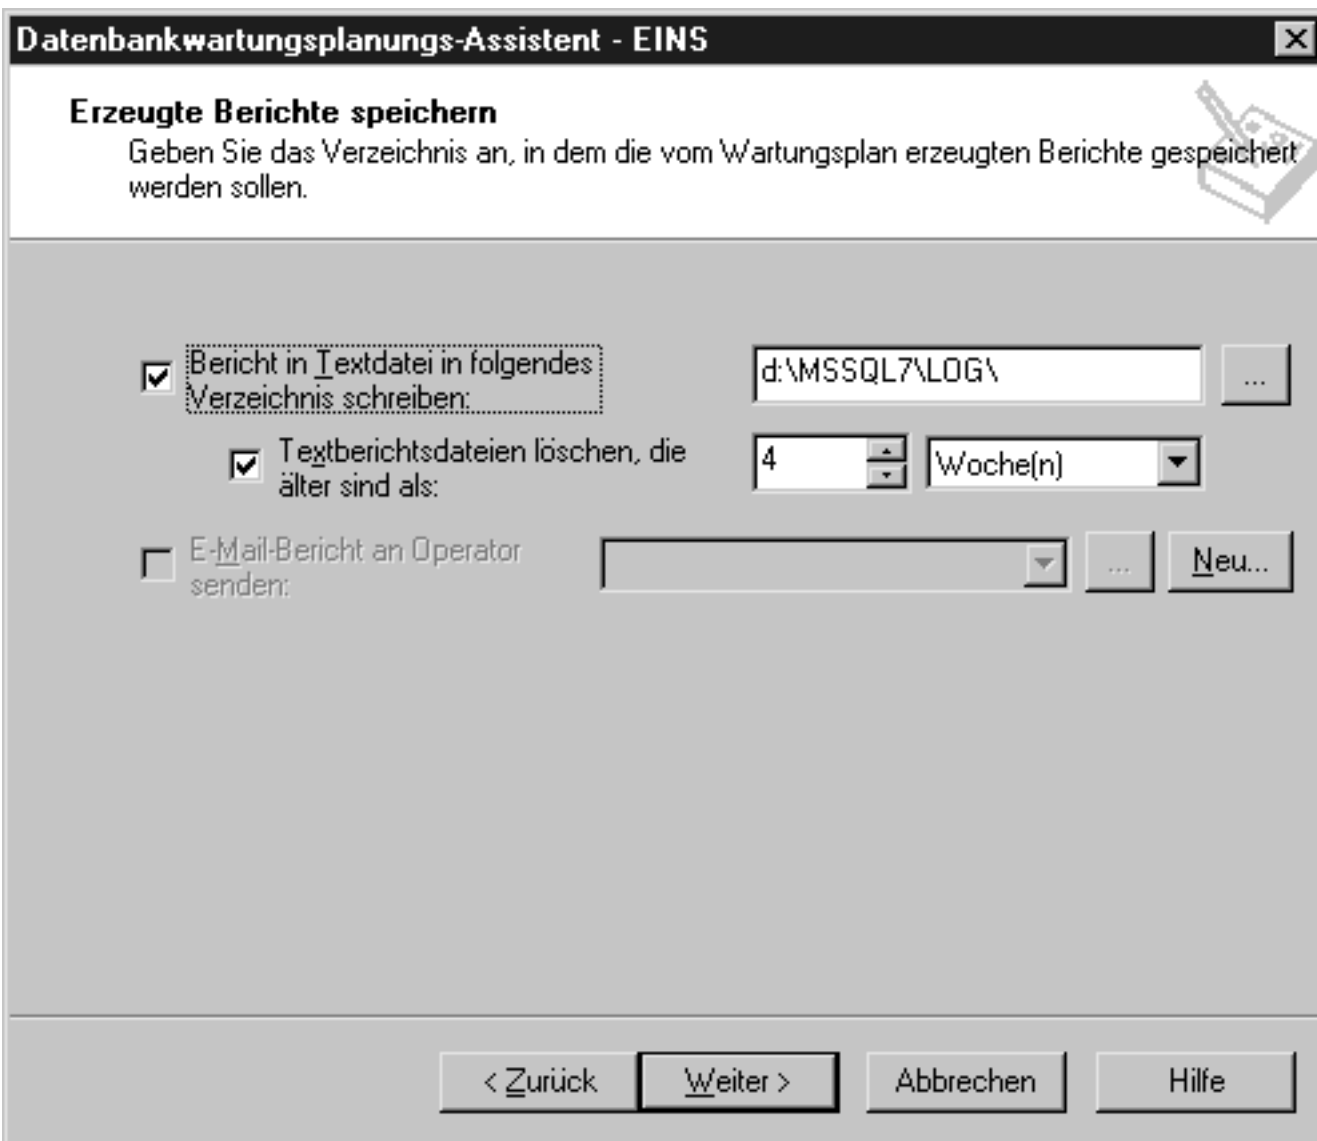 Datenbankwartungsplanungs-Assistent - EINS
Erzeugte Berichte speichern
Geben Sie das Verzeichnis an, in dem die vom Wartungsplan erzeugten Berichte gespeichert
werden sollen.
Bericht in Textdatei in folgendes
Verzeichnis schreiben:
d:\MSSQL7\LOG\
...
Textberichtsdateien löschen, die
älter sind als:
4
Woche(n)
E-Mail-Bericht an Operator
senden:
...
Neu...
< Zurück
Weiter >
Abbrechen
Hilfe